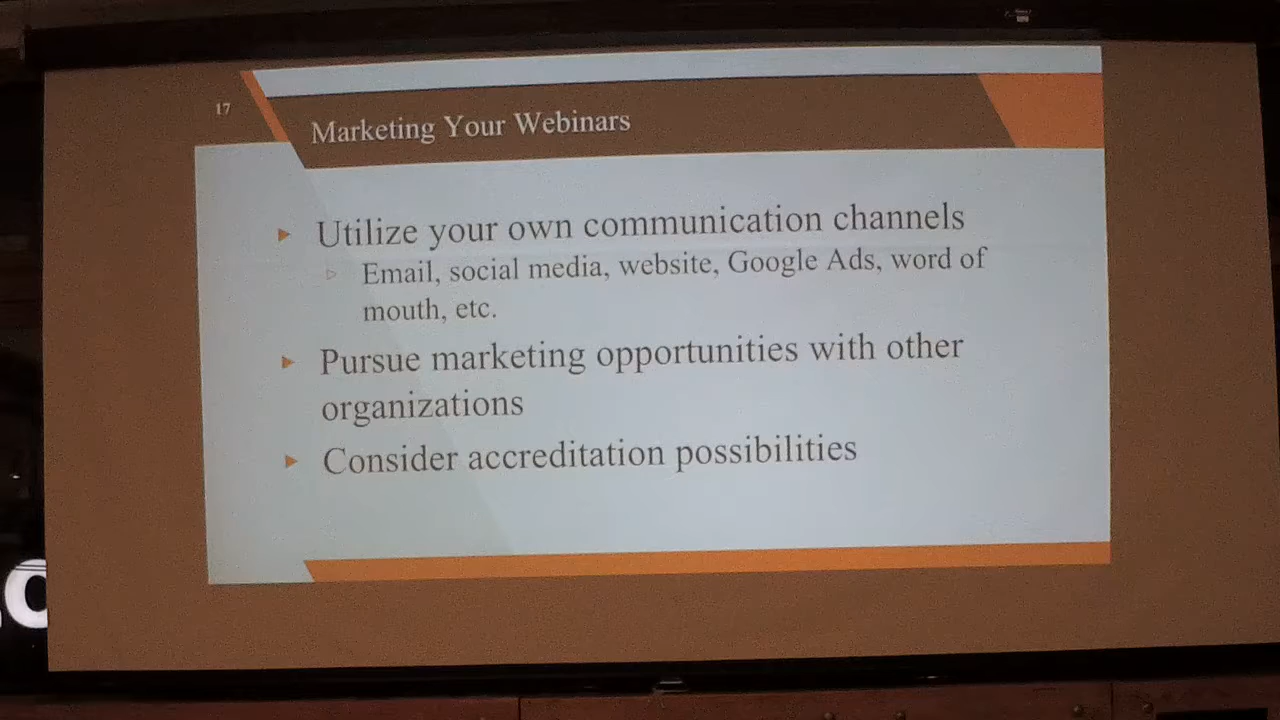 17
Marketing Your Webinars
Utilize your own communication channels
Email, social media, website, Google Ads, word of
mouth, etc.
Pursue marketing opportunities with other
organizations
Consider accreditation possibilities